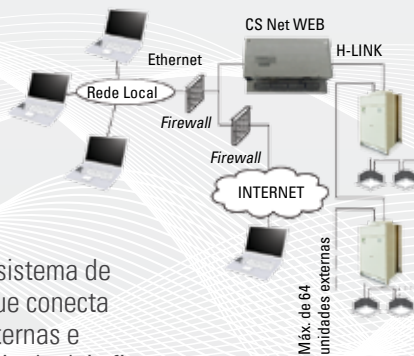 CS Net WEB
Ethernet
H-LINK
Rede Local
Firewall
Firewall
INTERNET
Máx. de 64
unidades externas
sistema de
ue conecta
ternas e